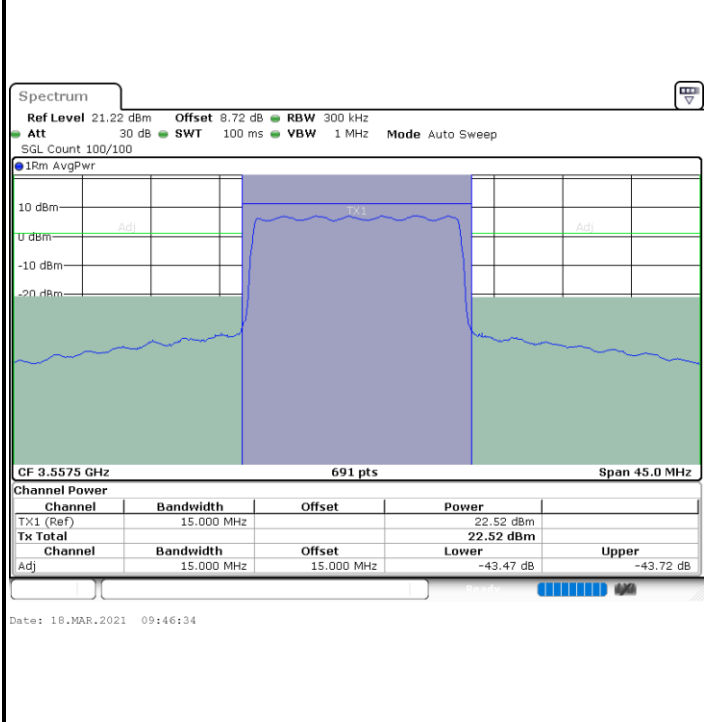 Spectrum
Ref Level 21.22 dBm Offset 8.72 dB RBW 300 kHz
Att 30 dB SWT 100 ms VBW 1 MHz Mode Auto Sweep
SGL Count 100/100
1Rm AvgPwr
10 dBm
TX1
Adj Adj
0 dBm
-10 dBm
-20 dBm
CF 3.5575 GHz 691 pts Span 45.0 MHz
Channel Power
Channel Bandwidth Offset Power
TX1 (Ref) 15.000 MHz 22.52 dBm
Tx Total 22.52 dBm
Channel Bandwidth Offset Lower Upper
Adj 15.000 MHz 15.000 MHz -43.47 dB -43.72 dB
Ready
Date: 18.MAR.2021 09:46:34